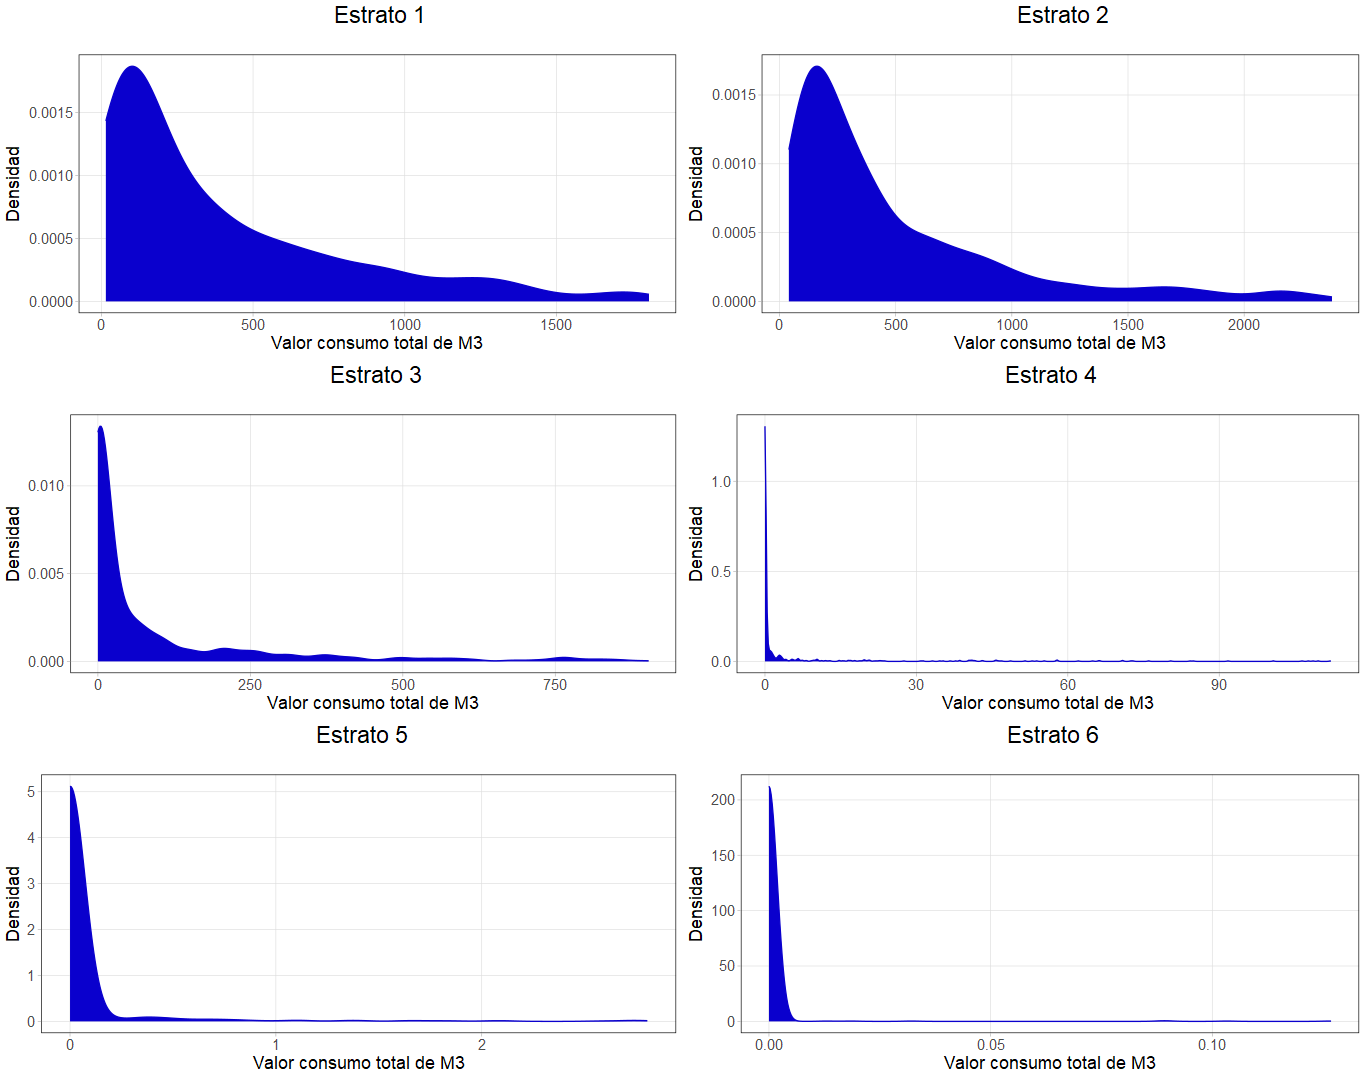 Estrato 1
Densidad
0.0015
0.0010
0.0005
0.0000
0 500 1000 1500
Valor consumo total de M3
Estrato 2
Densidad
0.0015
0.0010
0.0005
0.0000
0 500 1000 1500 2000
Valor consumo total de M3
Estrato 3
Densidad
0.010
0.005
0.000
0 250 500 750
Valor consumo total de M3
Estrato 4
Densidad
1.0
0.5
0.0
0 30 60 90
Valor consumo total de M3
Estrato 5
Densidad
5
4
3
2
1
0
0 1 2
Valor consumo total de M3
Estrato 6
Densidad
200
150
100
50
0
0.00 0.05 0.10
Valor consumo total de M3